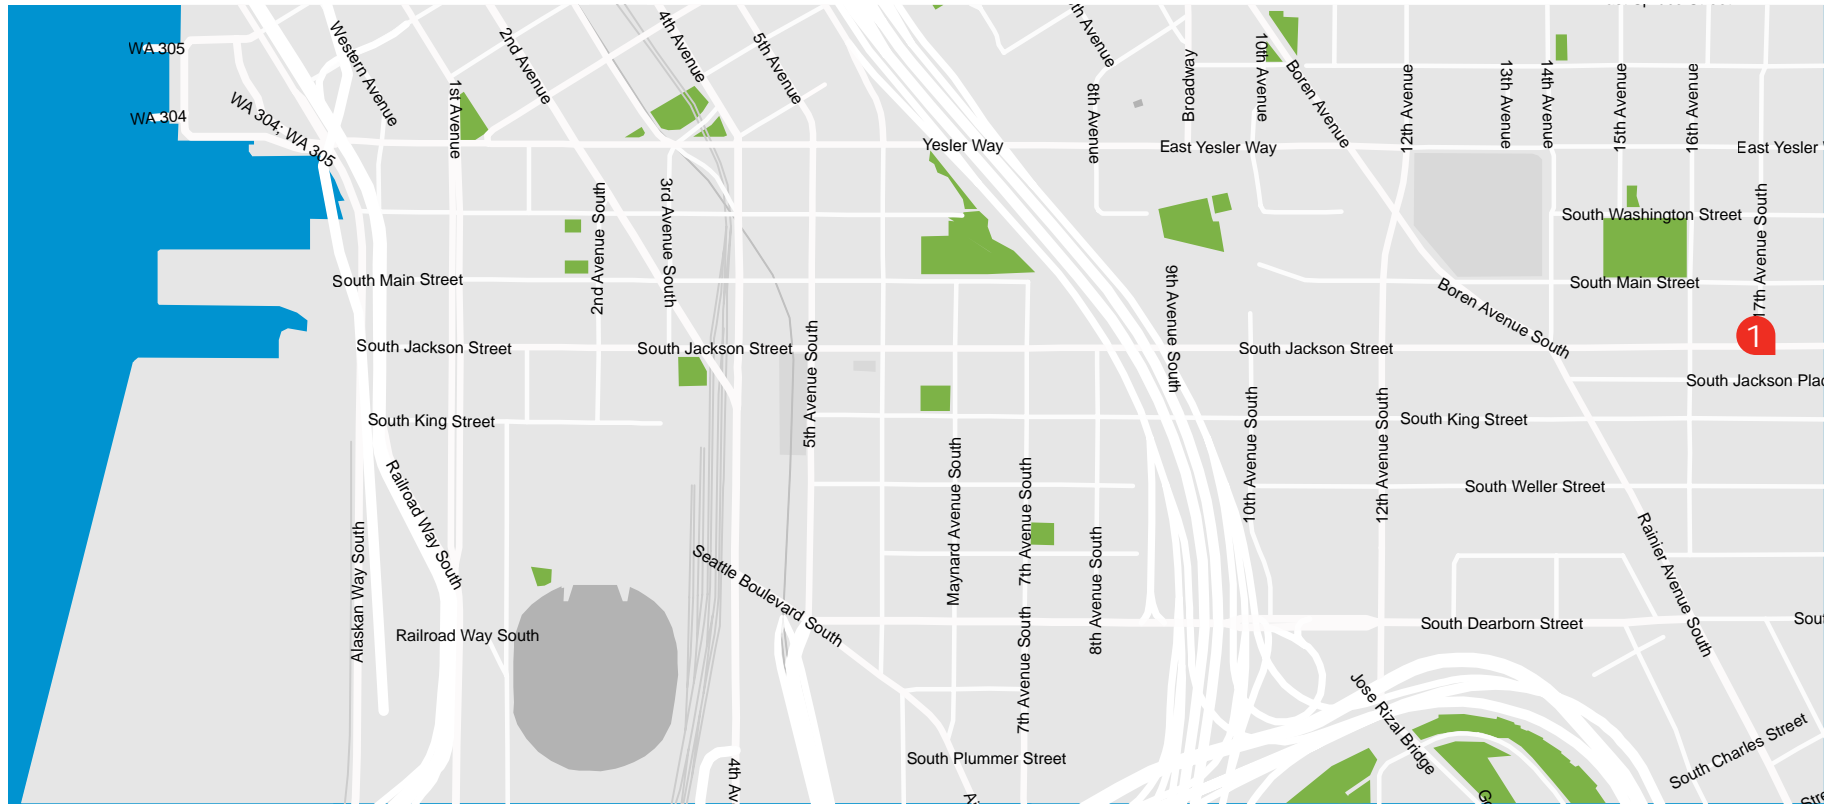 WA 305
WA 304
WA 304; WA 305
Western Avenue
1st Avenue
2nd Avenue
4th Avenue
5th Avenue
8th Avenue
Broadway
10th Avenue
Boren Avenue
12th Avenue
13th Avenue
14th Avenue
15th Avenue
16th Avenue
Yesler Way
East Yesler Way
East Yesler
2nd Avenue South
3rd Avenue South
South Washington Street
17th Avenue South
South Main Street
South Main Street
9th Avenue South
Boren Avenue South
1
South Jackson Street
South Jackson Street
South Jackson Street
5th Avenue South
South Jackson Plac
South King Street
South King Street
10th Avenue South
12th Avenue South
Railroad Way South
Maynard Avenue South
7th Avenue South
South Weller Street
Alaskan Way South
Seattle Boulevard South
8th Avenue South
Rainier Avenue South
Railroad Way South
7th Avenue South
South Dearborn Street
Sout
Jose Rizal Bridge
South Plummer Street
South Charles Street
4th Av